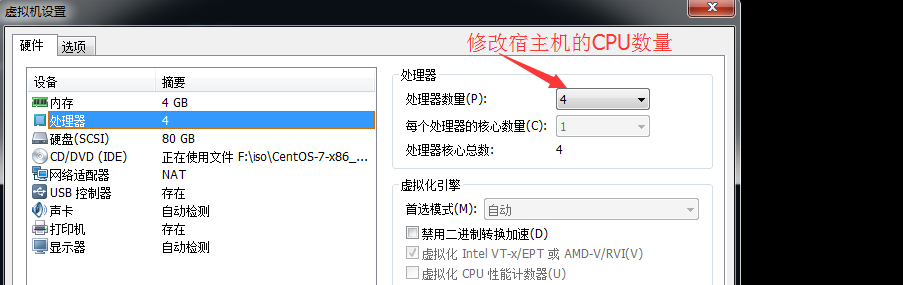 虚拟机设置
硬件 选项
修改宿主机的CPU数量
设备 摘要
内存 4 GB
处理器 4
硬盘(SCSI) 80 GB
CD/DVD (IDE) 正在使用文件 F:\iso\CentOS-7-x86_...
网络适配器 NAT
USB 控制器 存在
声卡 自动检测
打印机 存在
显示器 自动检测
处理器
处理器数量(P): 4
每个处理器的核心数量(C): 1
处理器核心总数: 4
虚拟化引擎
首选模式(M): 自动
禁用二进制转换加速(D)
虚拟化 Intel VT-x/EPT 或 AMD-V/RVI(V)
虚拟化 CPU 性能计数器(U)